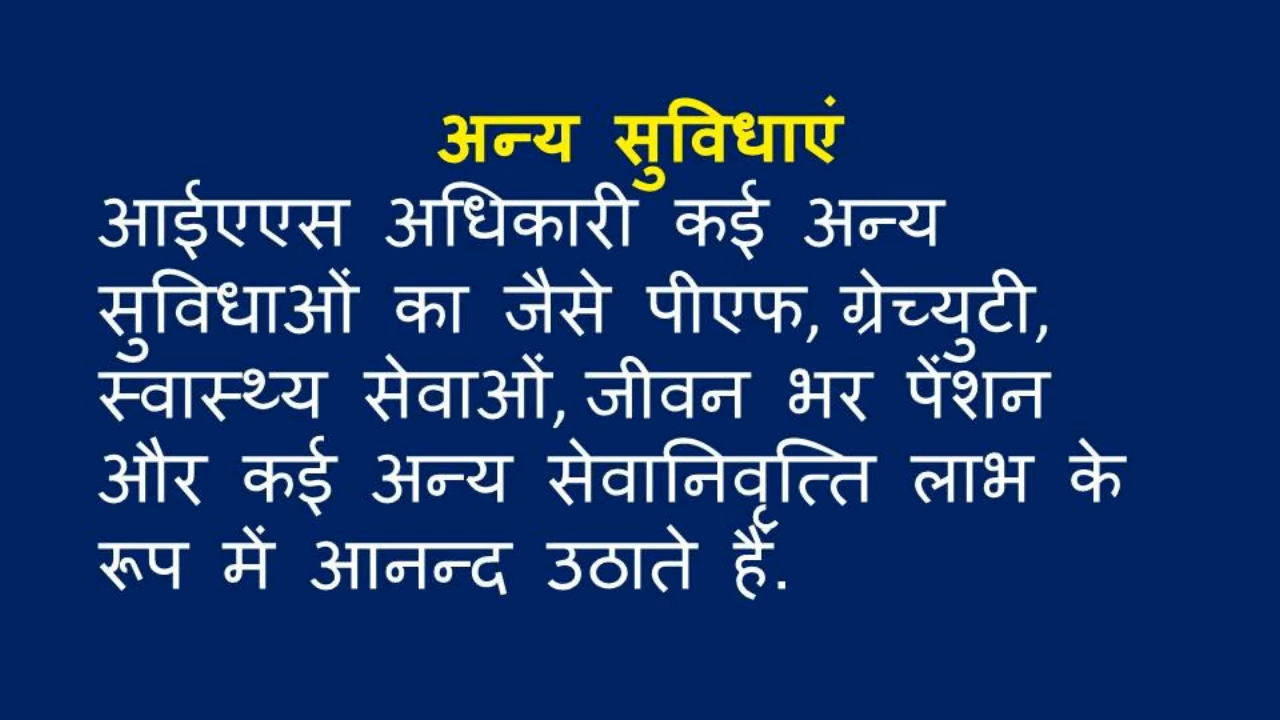 अन्य सुविधाएं
आईएएस अधिकारी कई अन्य
सुविधाओं का जैसे पीएफ, ग्रेच्युटी,
स्वास्थ्य सेवाओं, जीवन भर पेंशन
और कई अन्य सेवानिवृत्ति लाभ के
रूप में आनन्द उठाते हैं.